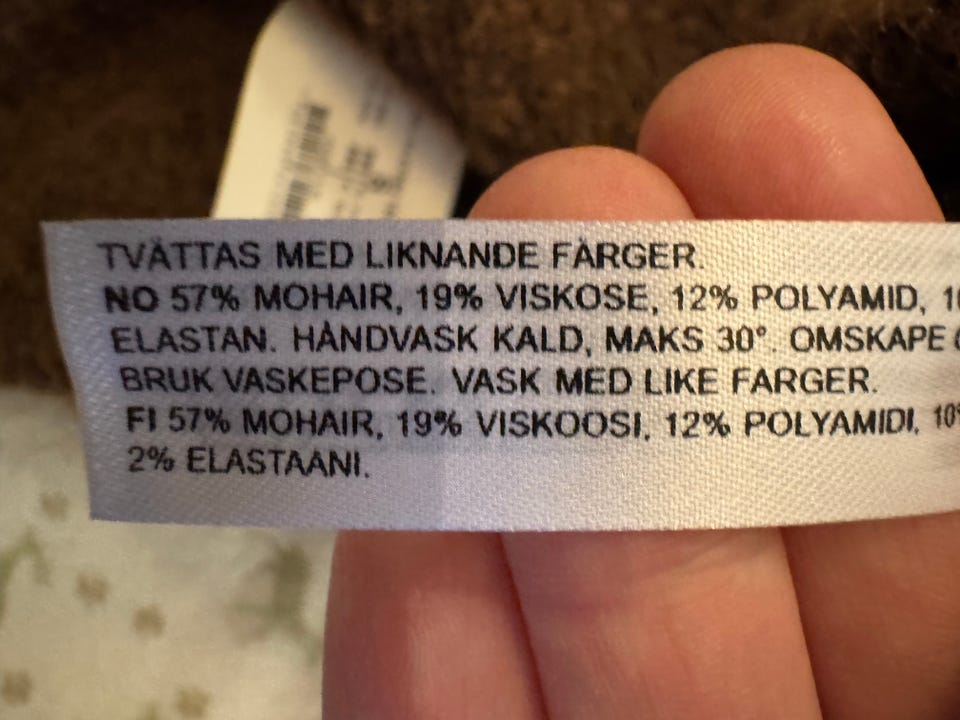 TVÄTTAS MED LIKNANDE FÄRGER.
NO 57% MOHAIR, 19% VISKOSE, 12% POLYAMID,
ELASTAN. HÅNDVASK KALD, MAKS 30°. OMSKAPE
BRUK VASKEPOSE. VASK MED LIKE FARGER.
FI 57% MOHAIR, 19% VISKOOSI, 12% POLYAMIDI, 10%
2% ELASTAANI.